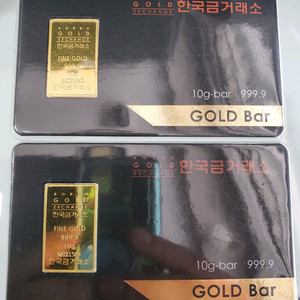 KOREA
GOLD
EXCHANGE
한국금거래소
FINE GOLD
999.9
GOLD
EXCHANGE
한국금거래소
10g-bar 999.9
GOLD Bar
KOREA
GOLD
EXCHANGE
한국금거래소
FINE GOLD
999.9
10g
GOLD
EXCHANGE
한국금거래소
10g-bar 999.9
GOLD Bar